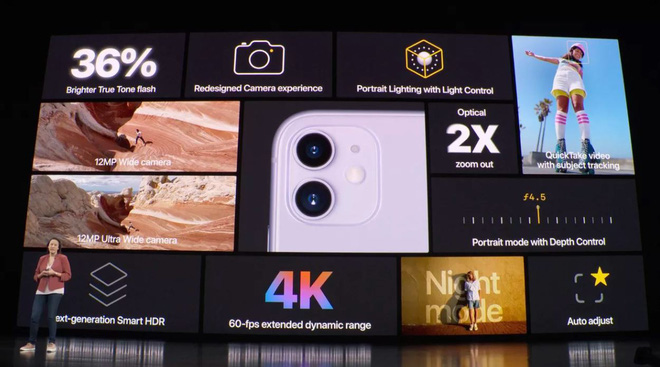 36%
Brighter True Tone flash
Redesigned Camera experience
Portrait Lighting with Light Control
12MP Wide camera
Optical
2X
zoom out
QuickTake video
with subject tracking
12MP Ultra Wide camera
ƒ4.5
Portrait mode with Depth Control
ext-generation Smart HDR
4K
60-fps extended dynamic range
Night
mode
Auto adjust